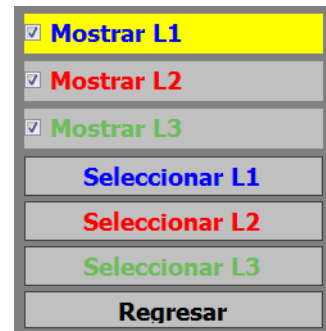 Mostrar L1
Mostrar L2
Mostrar L3
Seleccionar L1
Seleccionar L2
Seleccionar L3
Regresar